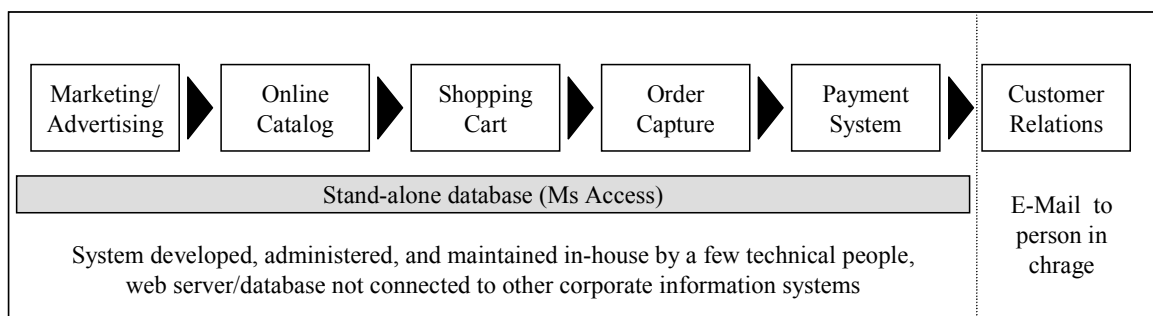 Marketing/
Advertising
Online
Catalog
Shopping
Cart
Order
Capture
Payment
System
Customer
Relations
Stand-alone database (Ms Access)
System developed, administered, and maintained in-house by a few technical people,
web server/database not connected to other corporate information systems
E-Mail to
person in
chrage